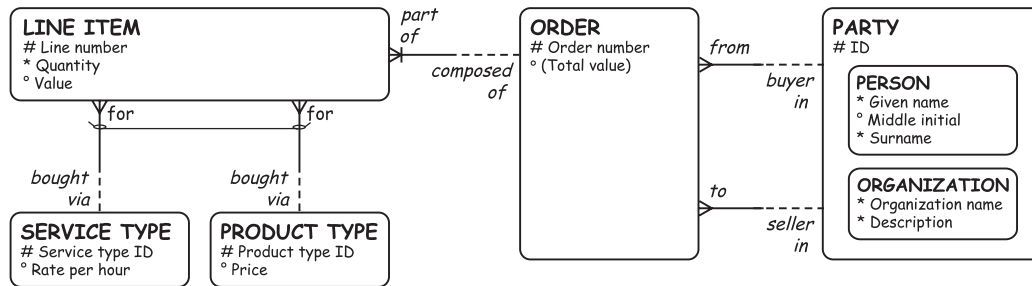 LINE ITEM
# Line number
* Quantity
° Value
part
of
composed
of
ORDER
# Order number
° (Total value)
from
buyer
in
to
seller
in
PARTY
# ID
PERSON
* Given name
° Middle initial
* Surname
ORGANIZATION
* Organization name
* Description
for
for
bought
via
bought
via
SERVICE TYPE
# Service type ID
° Rate per hour
PRODUCT TYPE
# Product type ID
° Price